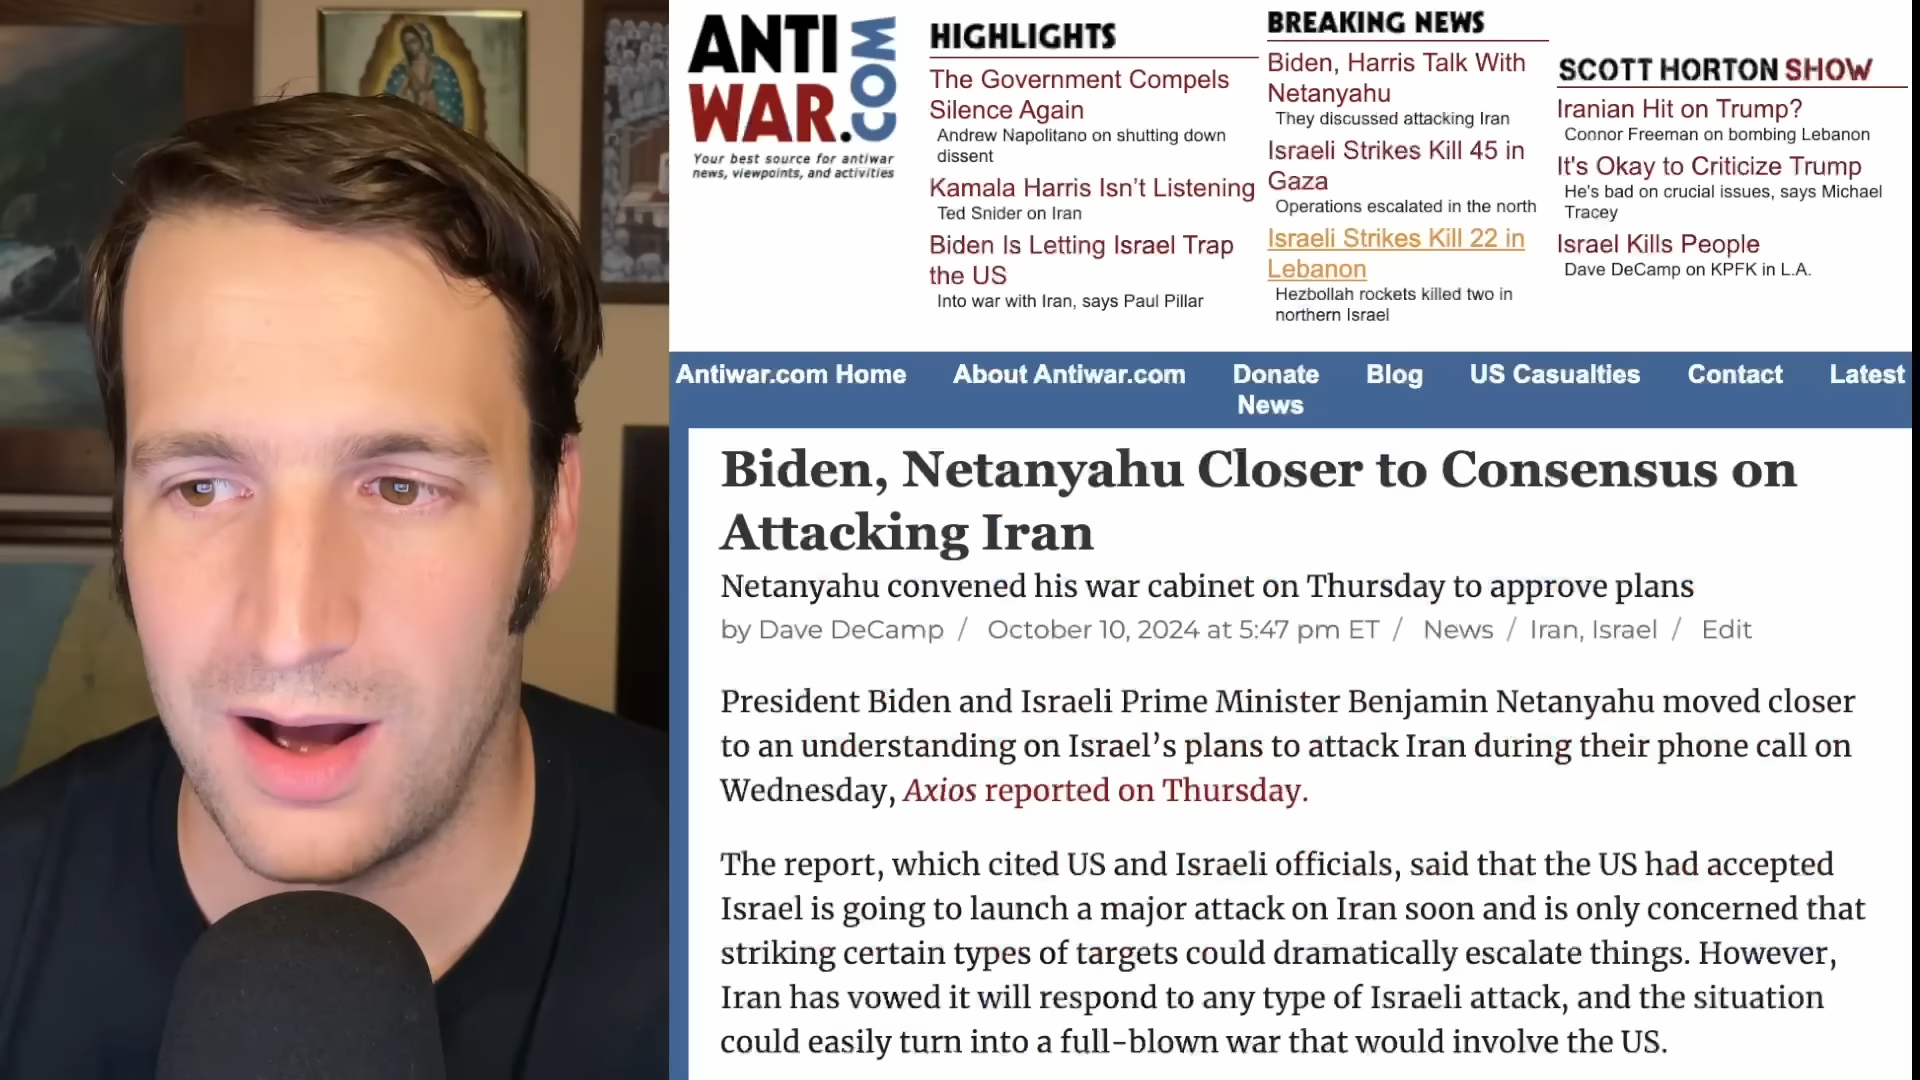 ANTI
WAR.COM
Your best source for antiwar
news, viewpoints, and activities
HIGHLIGHTS
The Government Compels
Silence Again
Andrew Napolitano on shutting down
dissent
Kamala Harris Isn’t Listening
Ted Snider on Iran
Biden Is Letting Israel Trap
the US
Into war with Iran, says Paul Pillar
BREAKING NEWS
Biden, Harris Talk With
Netanyahu
They discussed attacking Iran
Israeli Strikes Kill 45 in
Gaza
Operations escalated in the north
Israeli Strikes Kill 22 in
Lebanon
Hezbollah rockets killed two in
northern Israel
SCOTT HORTON SHOW
Iranian Hit on Trump?
Connor Freeman on bombing Lebanon
It's Okay to Criticize Trump
He's bad on crucial issues, says Michael
Tracey
Israel Kills People
Dave DeCamp on KPFK in L.A.
Antiwar.com Home About Antiwar.com Donate Blog US Casualties Contact Latest
News
Biden, Netanyahu Closer to Consensus on
Attacking Iran
Netanyahu convened his war cabinet on Thursday to approve plans
by Dave DeCamp / October 10, 2024 at 5:47 pm ET / News / Iran, Israel / Edit
President Biden and Israeli Prime Minister Benjamin Netanyahu moved closer
to an understanding on Israel’s plans to attack Iran during their phone call on
Wednesday, Axios reported on Thursday.
The report, which cited US and Israeli officials, said that the US had accepted
Israel is going to launch a major attack on Iran soon and is only concerned that
striking certain types of targets could dramatically escalate things. However,
Iran has vowed it will respond to any type of Israeli attack, and the situation
could easily turn into a full-blown war that would involve the US.